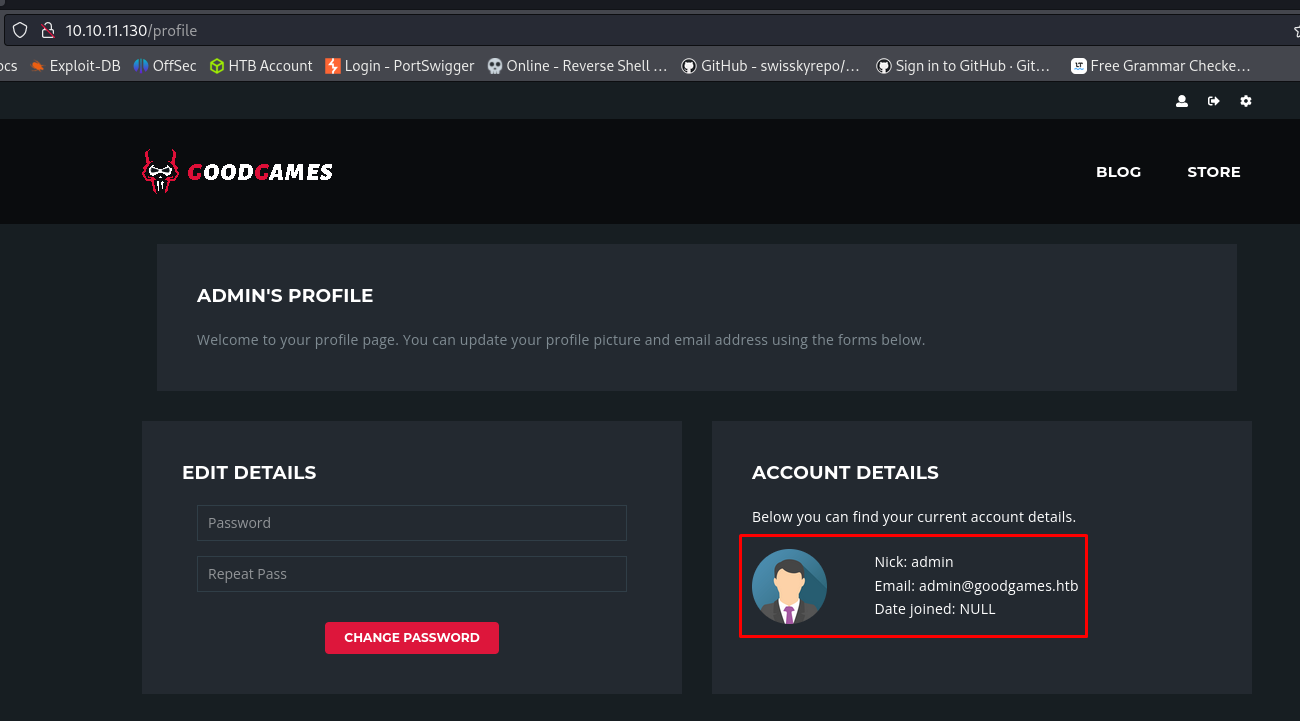 10.10.11.130/profile
ocs Exploit-DB OffSec HTB Account Login - PortSwigger Online - Reverse Shell ... GitHub - swisskyrepo/... Sign in to GitHub · Git... Free Grammar Checke...
GOODGAMES
BLOG STORE
ADMIN'S PROFILE
Welcome to your profile page. You can update your profile picture and email address using the forms below.
EDIT DETAILS
Password
Repeat Pass
CHANGE PASSWORD
ACCOUNT DETAILS
Below you can find your current account details.
Nick: admin
Email: admin@goodgames.htb
Date joined: NULL